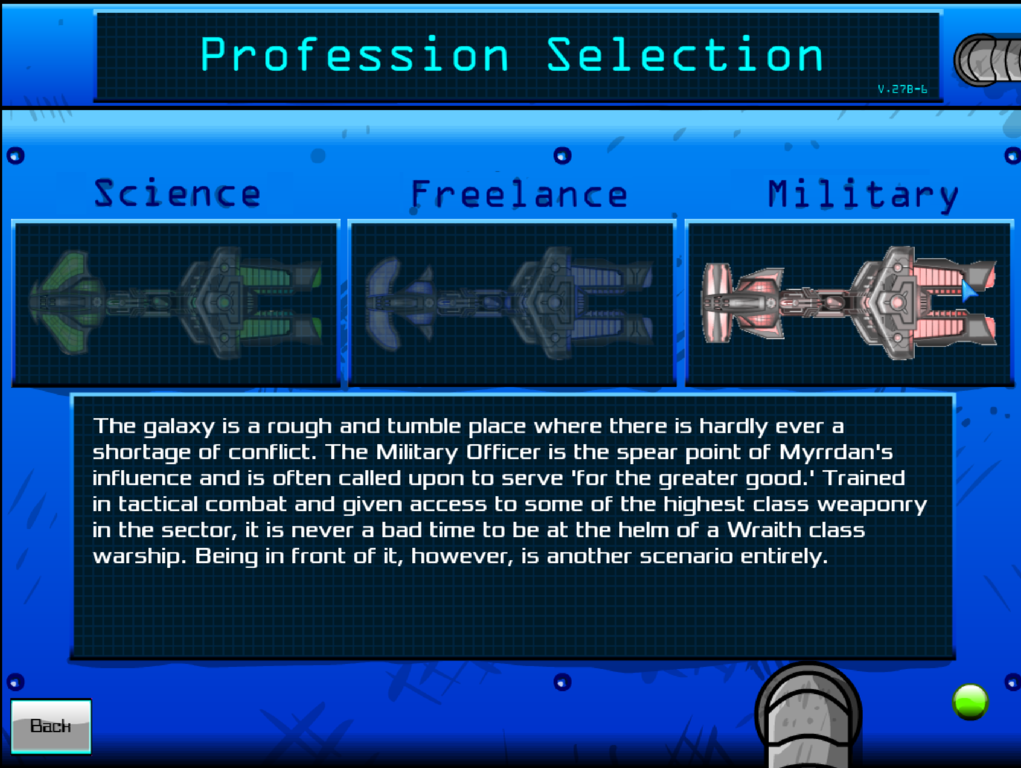 Profession Selection
V.27B-6
Science Freelance Military
The galaxy is a rough and tumble place where there is hardly ever a
shortage of conflict. The Military Officer is the spear point of Myrrdan's
influence and is often called upon to serve 'for the greater good.' Trained
in tactical combat and given access to some of the highest class weaponry
in the sector, it is never a bad time to be at the helm of a Wraith class
warship. Being in front of it, however, is another scenario entirely.
Back